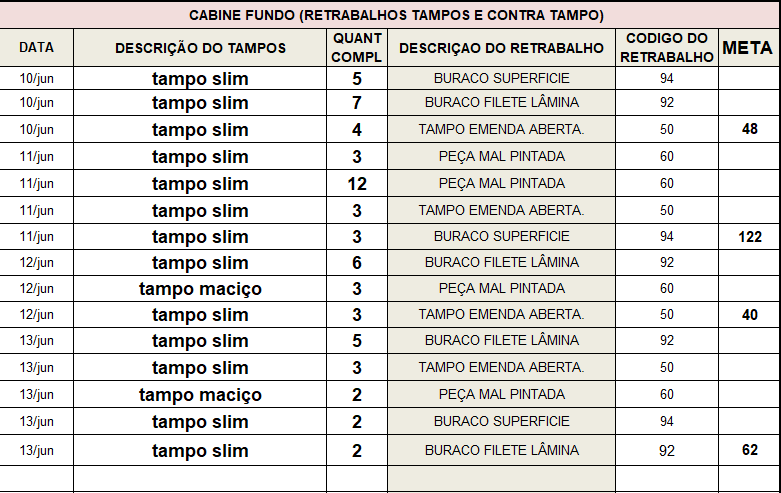 CABINE FUNDO (RETRABALHOS TAMPOS E CONTRA TAMPO)
DATA DESCRIÇÃO DO TAMPOS QUANT COMPL DESCRIÇAO DO RETRABALHO CODIGO DO RETRABALHO META
10/jun tampo slim 5 BURACO SUPERFICIE 94
10/jun tampo slim 7 BURACO FILETE LÂMINA 92
10/jun tampo slim 4 TAMPO EMENDA ABERTA. 50 48
11/jun tampo slim 3 PEÇA MAL PINTADA 60
11/jun tampo slim 12 PEÇA MAL PINTADA 60
11/jun tampo slim 3 TAMPO EMENDA ABERTA. 50
11/jun tampo slim 3 BURACO SUPERFICIE 94 122
12/jun tampo slim 6 BURACO FILETE LÂMINA 92
12/jun tampo maciço 3 PEÇA MAL PINTADA 60
12/jun tampo slim 3 TAMPO EMENDA ABERTA. 50 40
13/jun tampo slim 5 BURACO FILETE LÂMINA 92
13/jun tampo slim 3 TAMPO EMENDA ABERTA. 50
13/jun tampo maciço 2 PEÇA MAL PINTADA 60
13/jun tampo slim 2 BURACO SUPERFICIE 94
13/jun tampo slim 2 BURACO FILETE LÂMINA 92 62